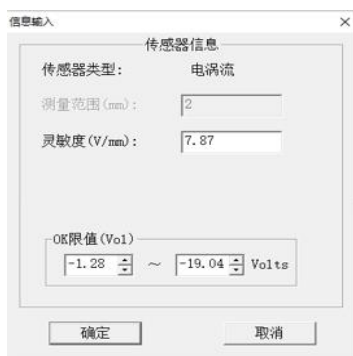 信息输入
传感器信息
传感器类型: 电涡流
测量范围(mm): 2
灵敏度(V/mm): 7.87
OK限值(Vol)
-1.28 ~ -19.04 Volts
确定 取消